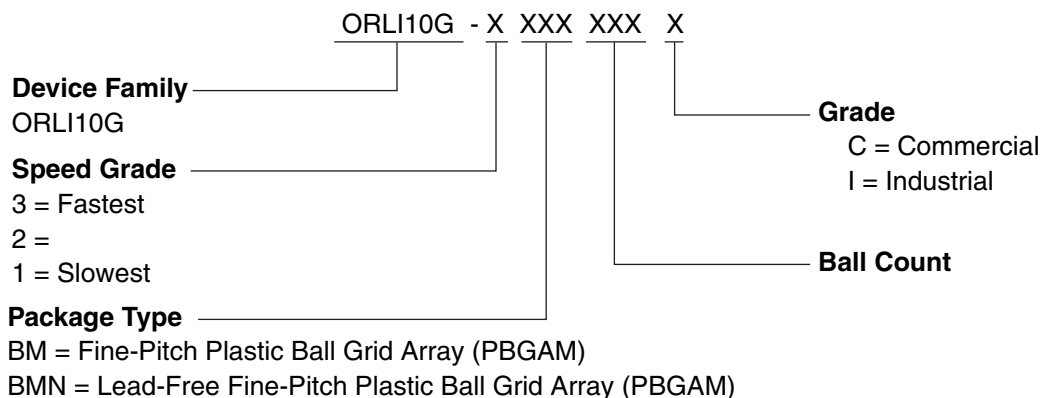 ORLI10G - X XXX XXX X
Device Family
ORLI10G
Speed Grade
3 = Fastest
2 =
1 = Slowest
Package Type
BM = Fine-Pitch Plastic Ball Grid Array (PBGAM)
BMN = Lead-Free Fine-Pitch Plastic Ball Grid Array (PBGAM)
Grade
C = Commercial
I = Industrial
Ball Count